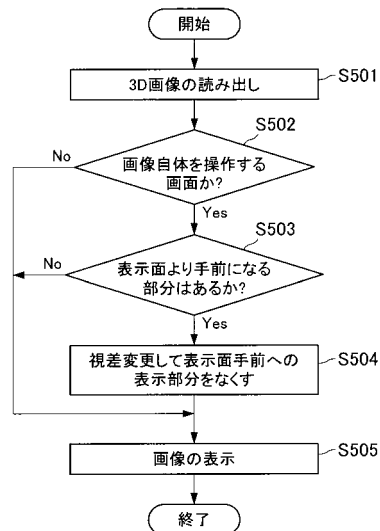 開始
3D画像の読み出し
S501
S502
画像自体を操作する
画面か?
No
Yes
S503
表示面より手前になる
部分はあるか?
No
Yes
視差変更して表示面手前への
表示部分をなくす
S504
画像の表示
S505
終了